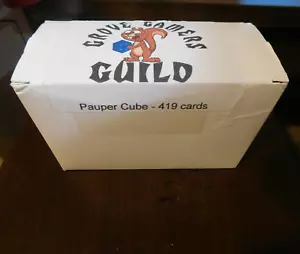 GROVE GAMERS
GUILD
Pauper Cube - 419 cards